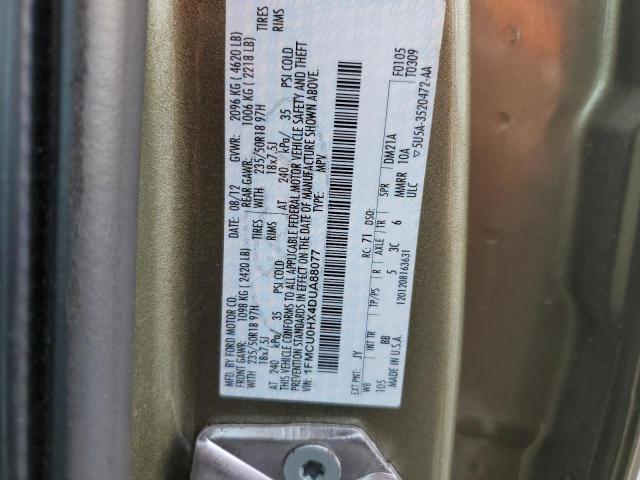 MFD. BY FORD MOTOR CO.
DATE: 08/12
GVWR: 2096 KG ( 4620 LB)
FRONT GAWR: 1098 KG ( 2420 LB)
REAR GAWR: 1006 KG ( 2218 LB)
WITH 235/50R18 97H TIRES
WITH 235/50R18 97H TIRES
18x7.5J RIMS
18x7.5J RIMS
AT 240 kPa/ 35 PSI COLD
AT 240 kPa/ 35 PSI COLD
THIS VEHICLE CONFORMS TO ALL APPLICABLE FEDERAL MOTOR VEHICLE SAFETY AND THEFT
PREVENTION STANDARDS IN EFFECT ON THE DATE OF MANUFACTURE SHOWN ABOVE.
VIN: 1FMCU0HX4DUA88077
TYPE: MPV
EXT PNT: JY RC: 71 DSO: F0105
T0309
WB INT TR TP/PS R AXLE TR SPR DM21A
105 BB 5 3C 6 MMRR 10A
MADE IN U.S.A. 1201208163631 ULC ▽5U5A-3520472-AA